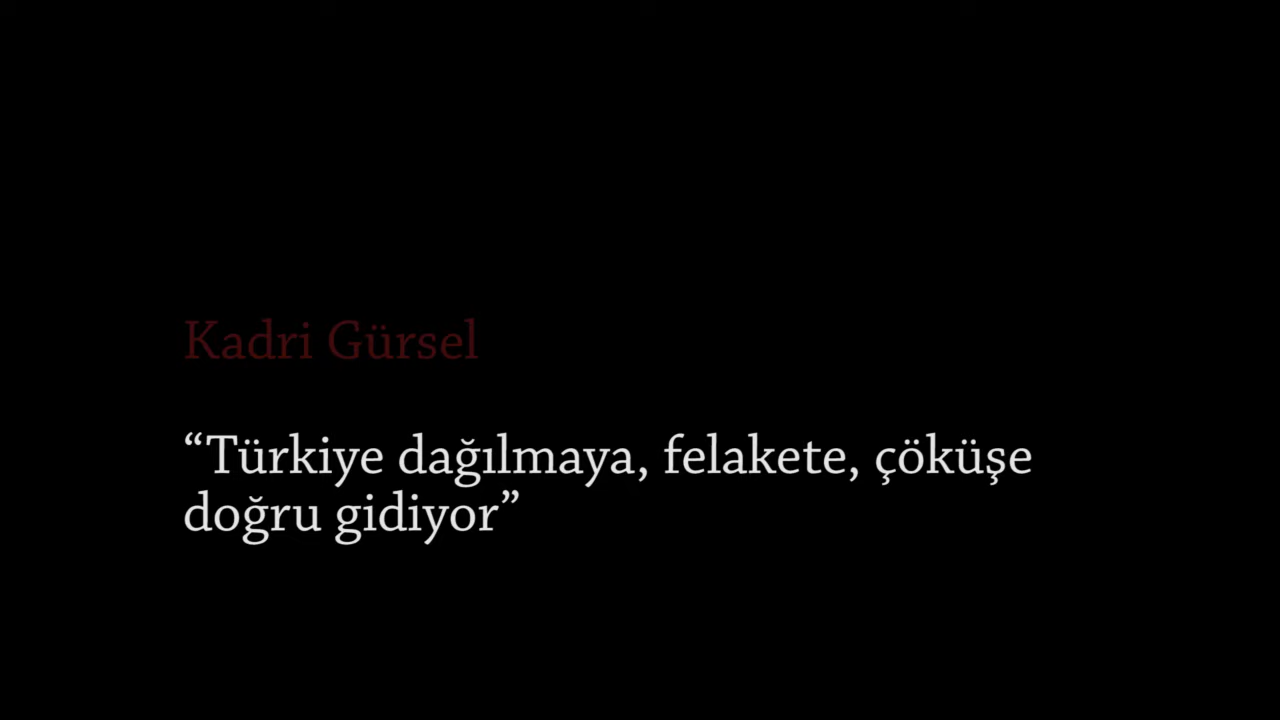 Kadri Gürsel
“Türkiye dağılmaya, felakete, çöküşe
doğru gidiyor”